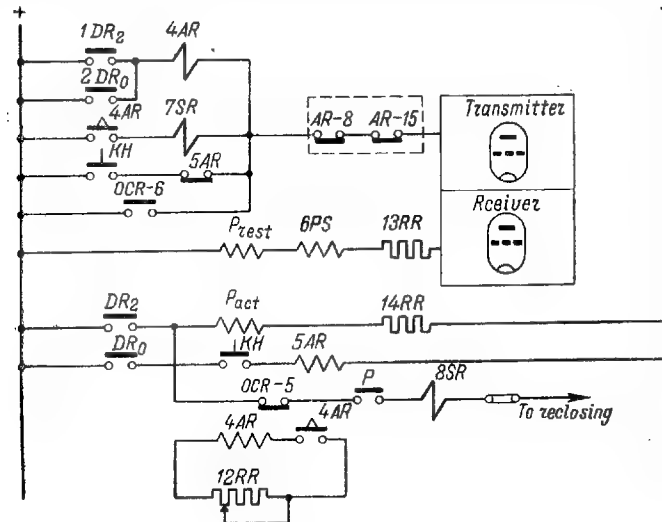 +
1DR2 4AR
2DR0
4AR 7SR
KH 5AR
OCR-6
AR-8 AR-15
Transmitter
Rceiver
Prest 6PS 13RR
DR2 Pact 14RR
DR0 KH 5AR
OCR-5 P 8SR
To reclosing
4AR 4AR
12RR